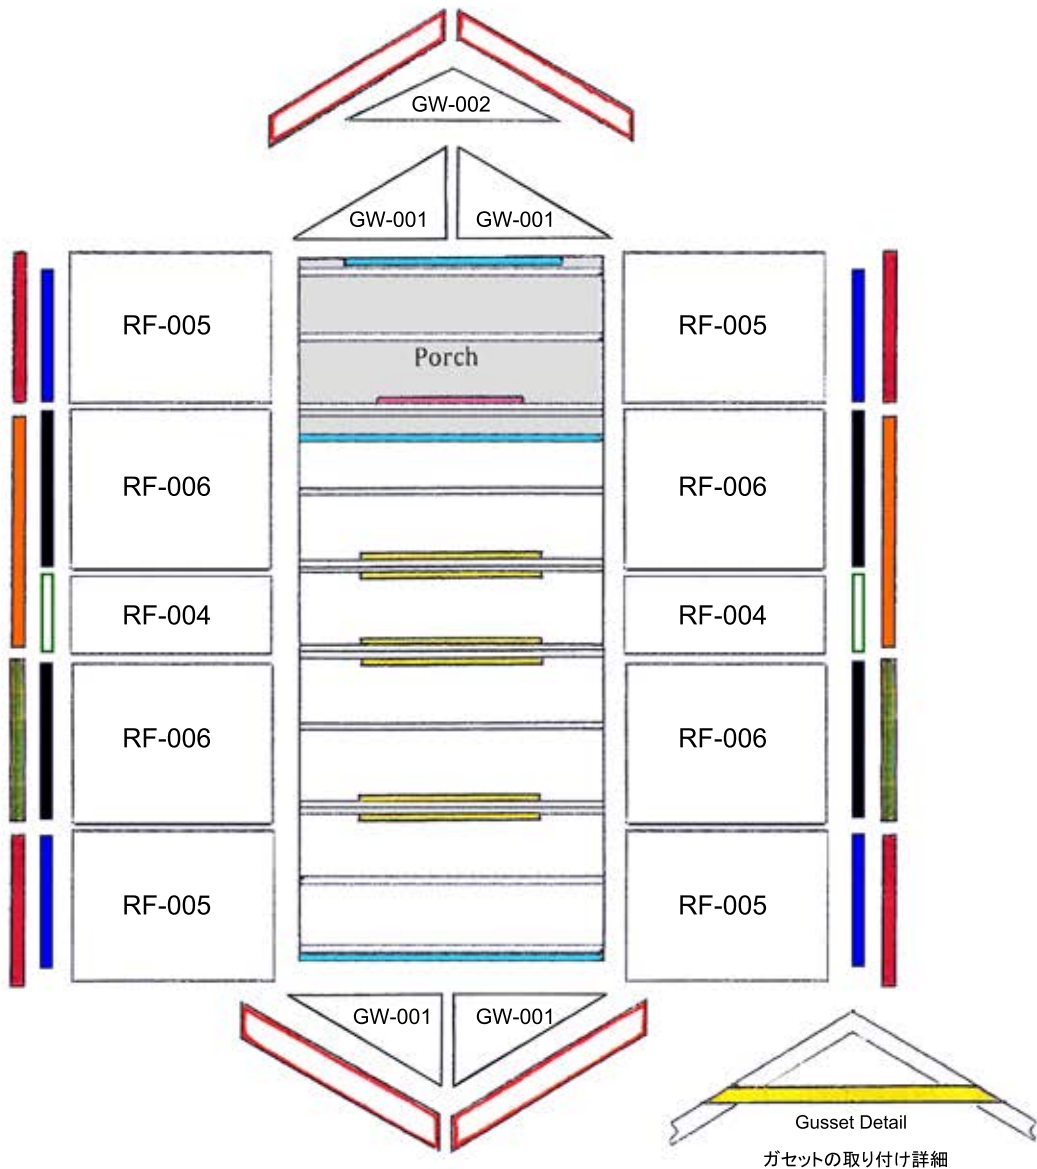 GW-002
GW-001 GW-001
RF-005 RF-005
Porch
RF-006 RF-006
RF-004 RF-004
RF-006 RF-006
RF-005 RF-005
GW-001 GW-001
Gusset Detail
ガセットの取り付け詳細